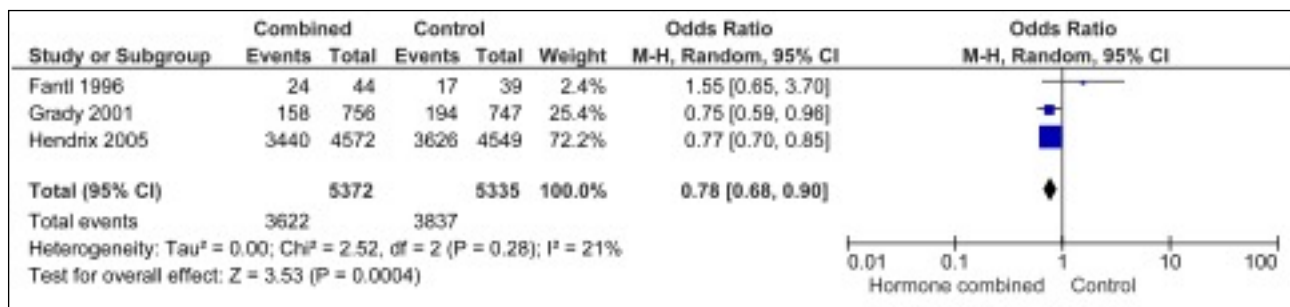 Combined Control Odds Ratio Odds Ratio
Study or Subgroup Events Total Events Total Weight M-H, Random, 95% CI M-H, Random, 95% CI
Fantl 1996 24 44 17 39 2.4% 1.55 [0.65, 3.70]
Grady 2001 158 756 194 747 25.4% 0.75 [0.59, 0.96]
Hendrix 2005 3440 4572 3626 4549 72.2% 0.77 [0.70, 0.85]
Total (95% CI) 5372 5335 100.0% 0.78 [0.68, 0.90]
Total events 3622 3837
Heterogeneity: Tau² = 0.00; Chi² = 2.52, df = 2 (P = 0.28); I² = 21%
Test for overall effect: Z = 3.53 (P = 0.0004)
0.01 0.1 1 10 100
Hormone combined Control